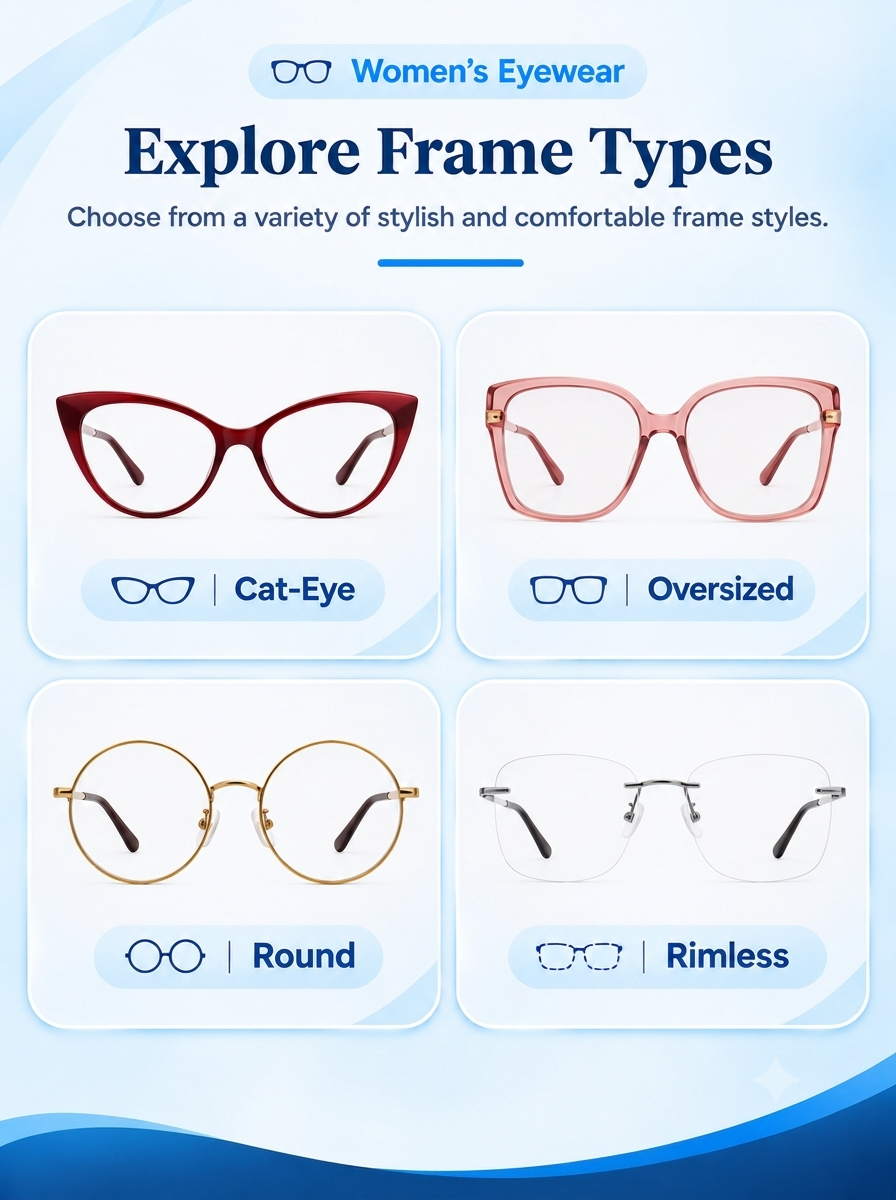 Women's Eyewear
Explore Frame Types
Choose from a variety of stylish and comfortable frame styles.
Cat-Eye
Oversized
Round
Rimless